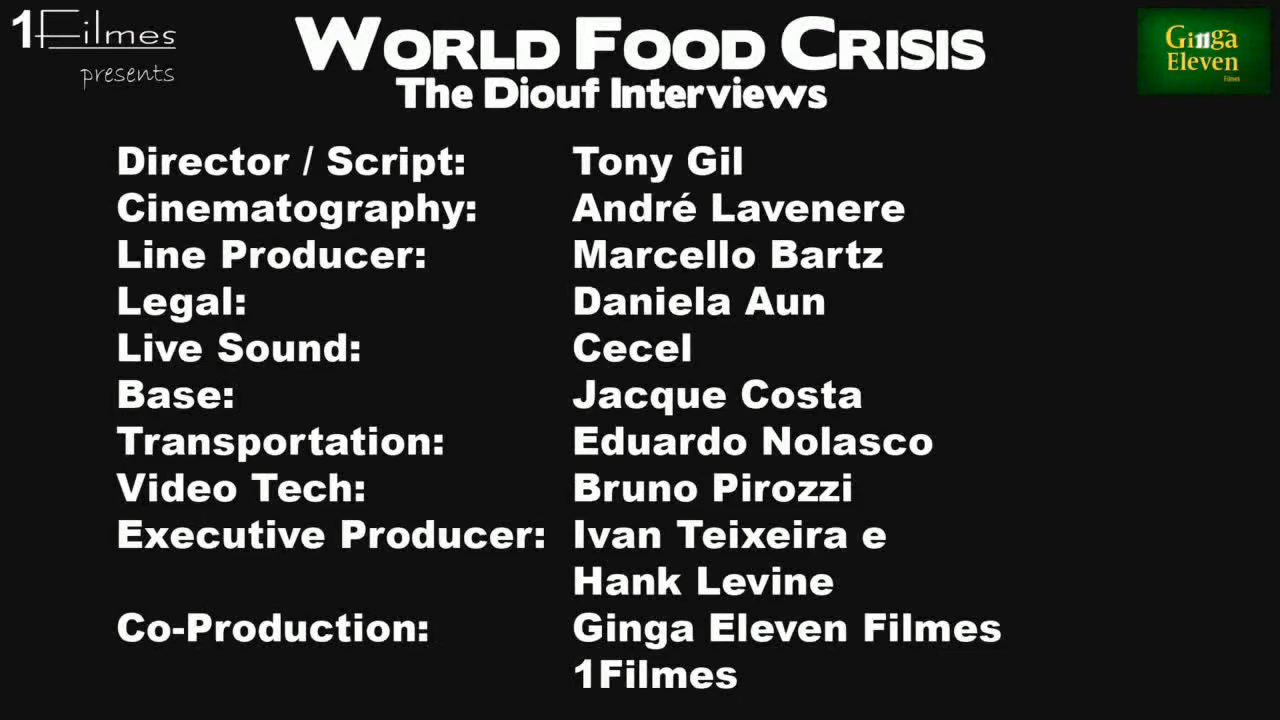 1Filmes
presents
WORLD FOOD CRISIS
The Diouf Interviews
Ginga
Eleven
Filmes
Director / Script: Tony Gil
Cinematography: André Lavenere
Line Producer: Marcello Bartz
Legal: Daniela Aun
Live Sound: Cecel
Base: Jacque Costa
Transportation: Eduardo Nolasco
Video Tech: Bruno Pirozzi
Executive Producer: Ivan Teixeira e
Hank Levine
Co-Production: Ginga Eleven Filmes
1Filmes